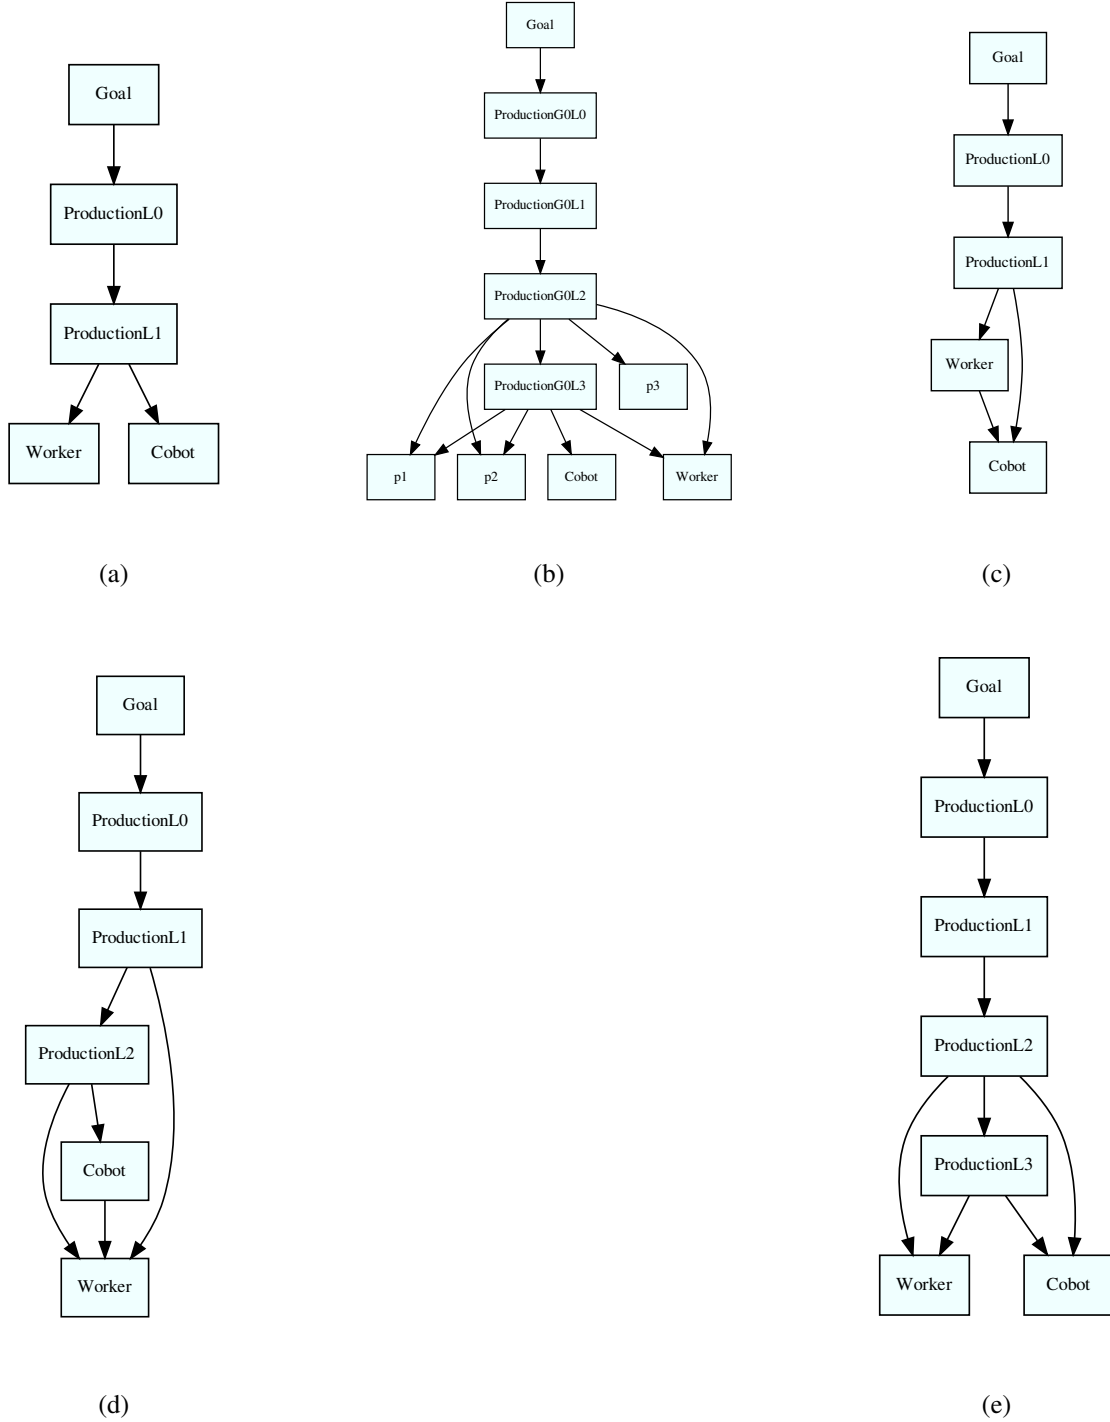 Goal
ProductionL0
ProductionL1
Worker
Cobot
(a)
Goal
ProductionG0L0
ProductionG0L1
ProductionG0L2
ProductionG0L3
p3
p1
p2
Cobot
Worker
(b)
Goal
ProductionL0
ProductionL1
Worker
Cobot
(c)
Goal
ProductionL0
ProductionL1
ProductionL2
Cobot
Worker
(d)
Goal
ProductionL0
ProductionL1
ProductionL2
ProductionL3
Worker
Cobot
(e)